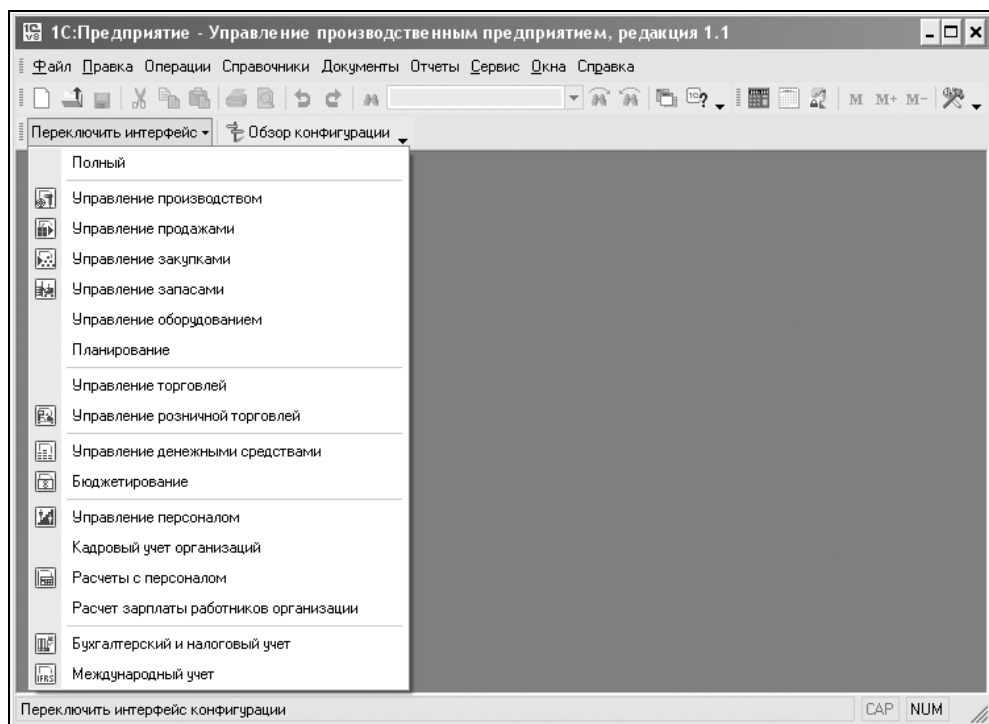 1С:Предприятие - Управление производственным предприятием, редакция 1.1
Файл Правка Операции Справочники Документы Отчеты Сервис Окна Справка
M M+ M-
Переключить интерфейс Обзор конфигурации
Полный
Управление производством
Управление продажами
Управление закупками
Управление запасами
Управление оборудованием
Планирование
Управление торговлей
Управление розничной торговлей
Управление денежными средствами
Бюджетирование
Управление персоналом
Кадровый учет организаций
Расчеты с персоналом
Расчет зарплаты работников организации
Бухгалтерский и налоговый учет
IFRS Международный учет
Переключить интерфейс конфигурации CAP NUM